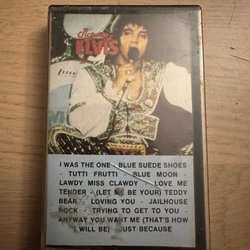 ELVIS
I WAS THE ONE · BLUE SUEDE SHOES
· TUTTI FRUTTI · BLUE MOON ·
LAWDY MISS CLAWDY · LOVE ME
TENDER · (LET ME BE YOUR) TEDDY
BEAR · LOVING YOU · JAILHOUSE
ROCK · TRYING TO GET TO YOU ·
ANYWAY YOU WANT ME (THAT'S HOW
I WILL BE) · JUST BECAUSE